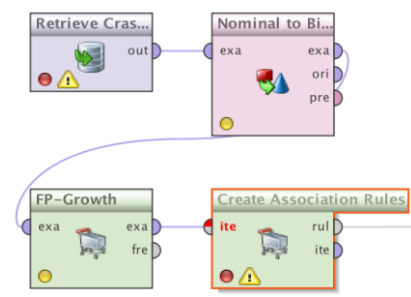 Retrieve Cras...
out
Nominal to Bi...
exa
exa
ori
pre
FP-Growth
exa
exa
fre
Create Association Rules
ite
rul
ite